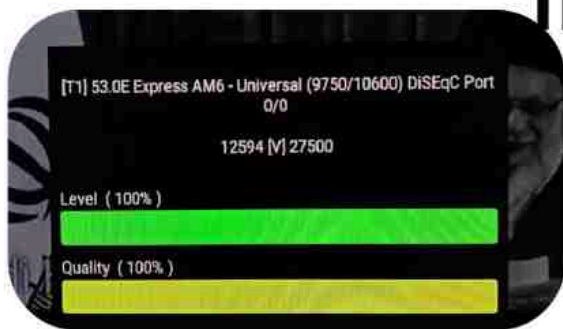 [T1] 53.0E Express AM6 - Universal (9750/10600) DiSEqC Port
0/0
12594 [V] 27500
Level ( 100% )
Quality ( 100% )